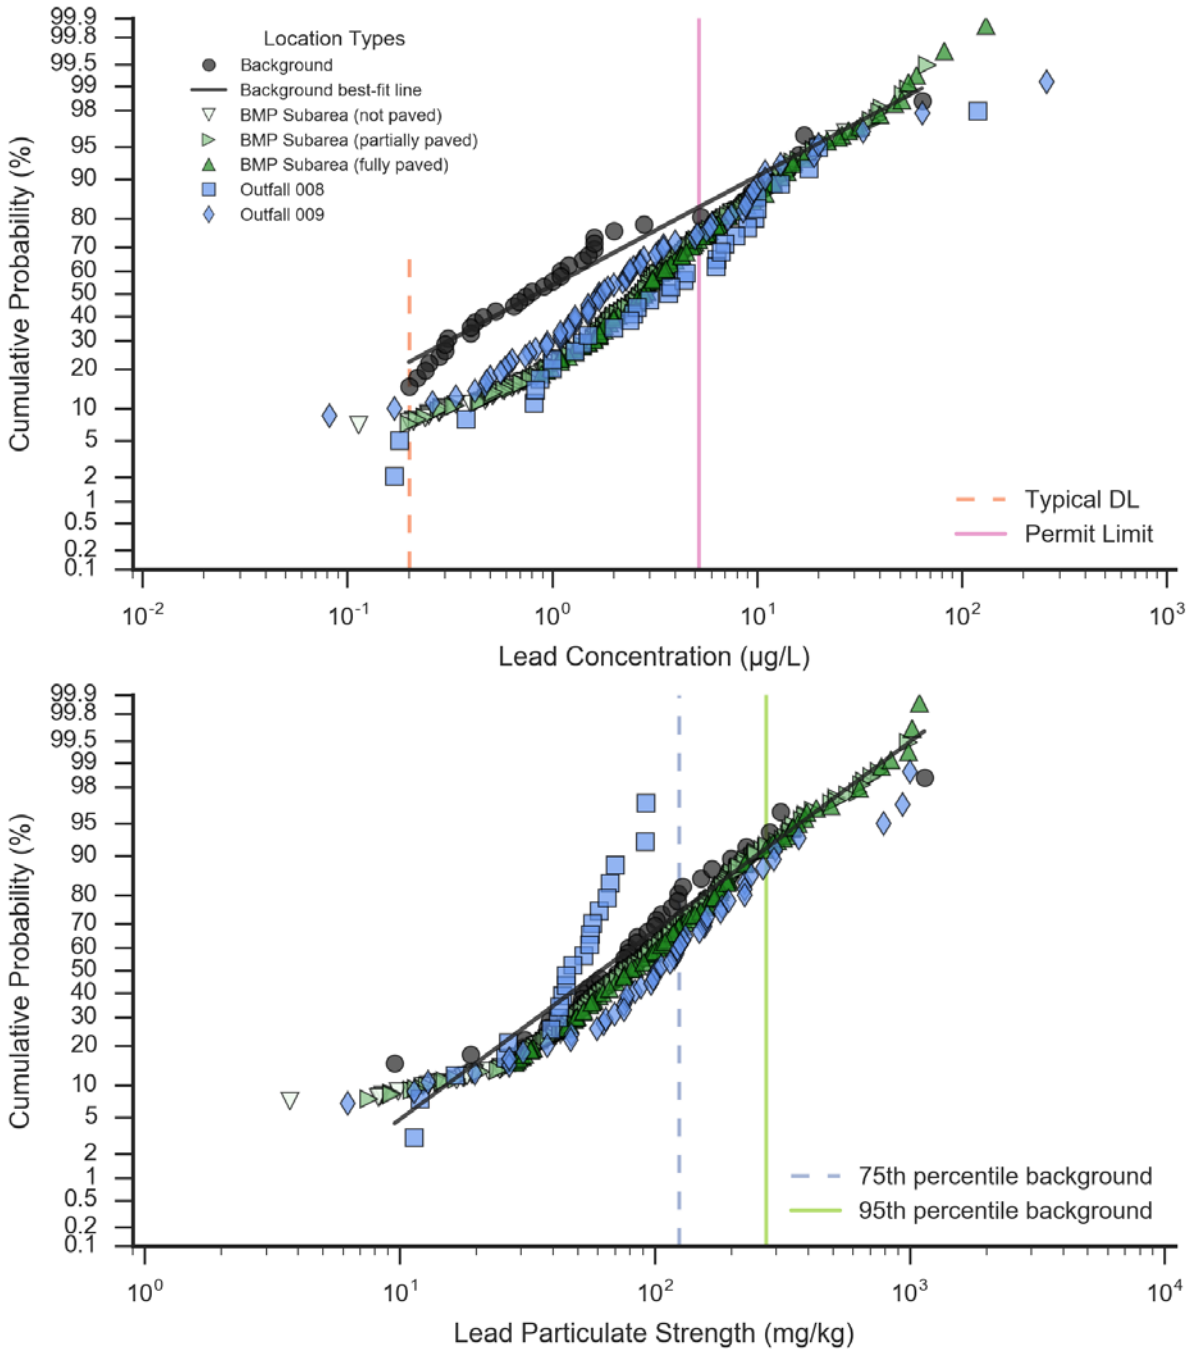 99.9
99.8
99.5
99
98
95
90
80
70
60
50
40
30
20
10
5
2
1
0.5
0.2
0.1
Cumulative Probability (%)
Location Types
Background
Background best-fit line
BMP Subarea (not paved)
BMP Subarea (partially paved)
BMP Subarea (fully paved)
Outfall 008
Outfall 009
Typical DL
Permit Limit
10⁻² 10⁻¹ 10⁰ 10¹ 10² 10³
Lead Concentration (µg/L)
99.9
99.8
99.5
99
98
95
90
80
70
60
50
40
30
20
10
5
2
1
0.5
0.2
0.1
Cumulative Probability (%)
75th percentile background
95th percentile background
10⁰ 10¹ 10² 10³ 10⁴
Lead Particulate Strength (mg/kg)